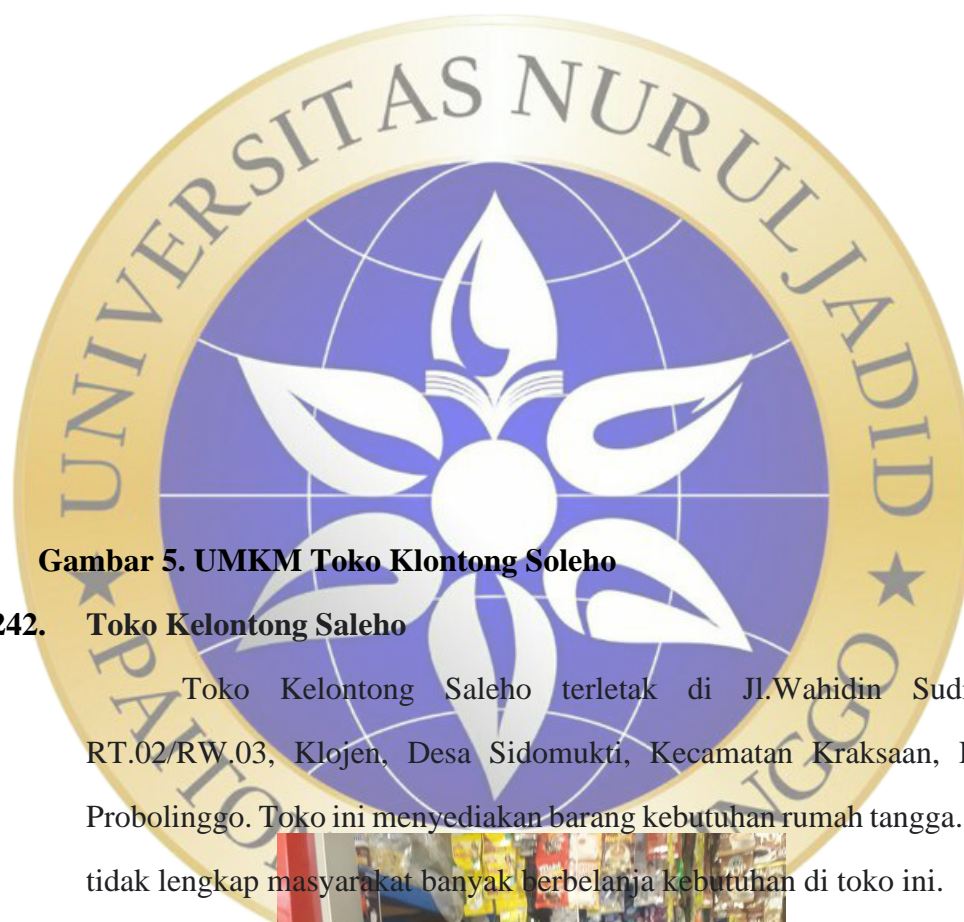 UNIVERSITAS NURUL JADID
PAITON
GGO
Gambar 5. UMKM Toko Klontong Soleho
242. Toko Kelontong Saleho
Toko Kelontong Saleho terletak di Jl.Wahidin
RT.02/RW.03, Klojen, Desa Sidomukti, Kecamatan Kraksaan,
Probolinggo. Toko ini menyediakan barang kebutuhan rumah tangga.
tidak lengkap masyarakat banyak berbelanja kebutuhan di toko ini.